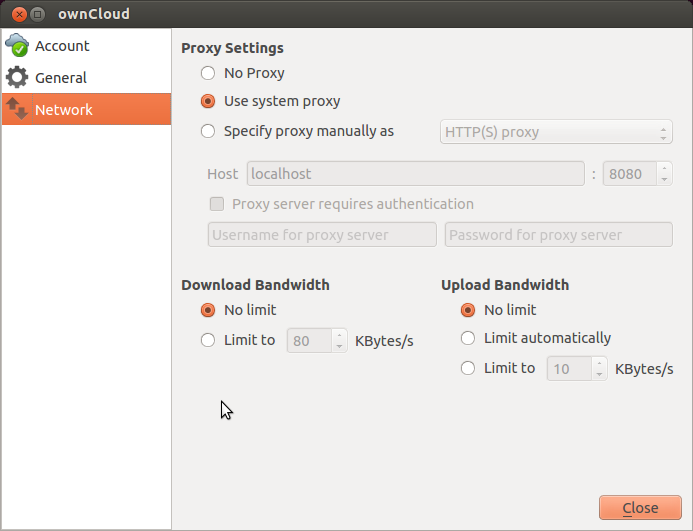 ownCloud
Account
General
Network
Proxy Settings
No Proxy
Use system proxy
Specify proxy manually as HTTP(S) proxy
Host localhost : 8080
Proxy server requires authentication
Username for proxy server Password for proxy server
Download Bandwidth
No limit
Limit to 80 KBytes/s
Upload Bandwidth
No limit
Limit automatically
Limit to 10 KBytes/s
Close